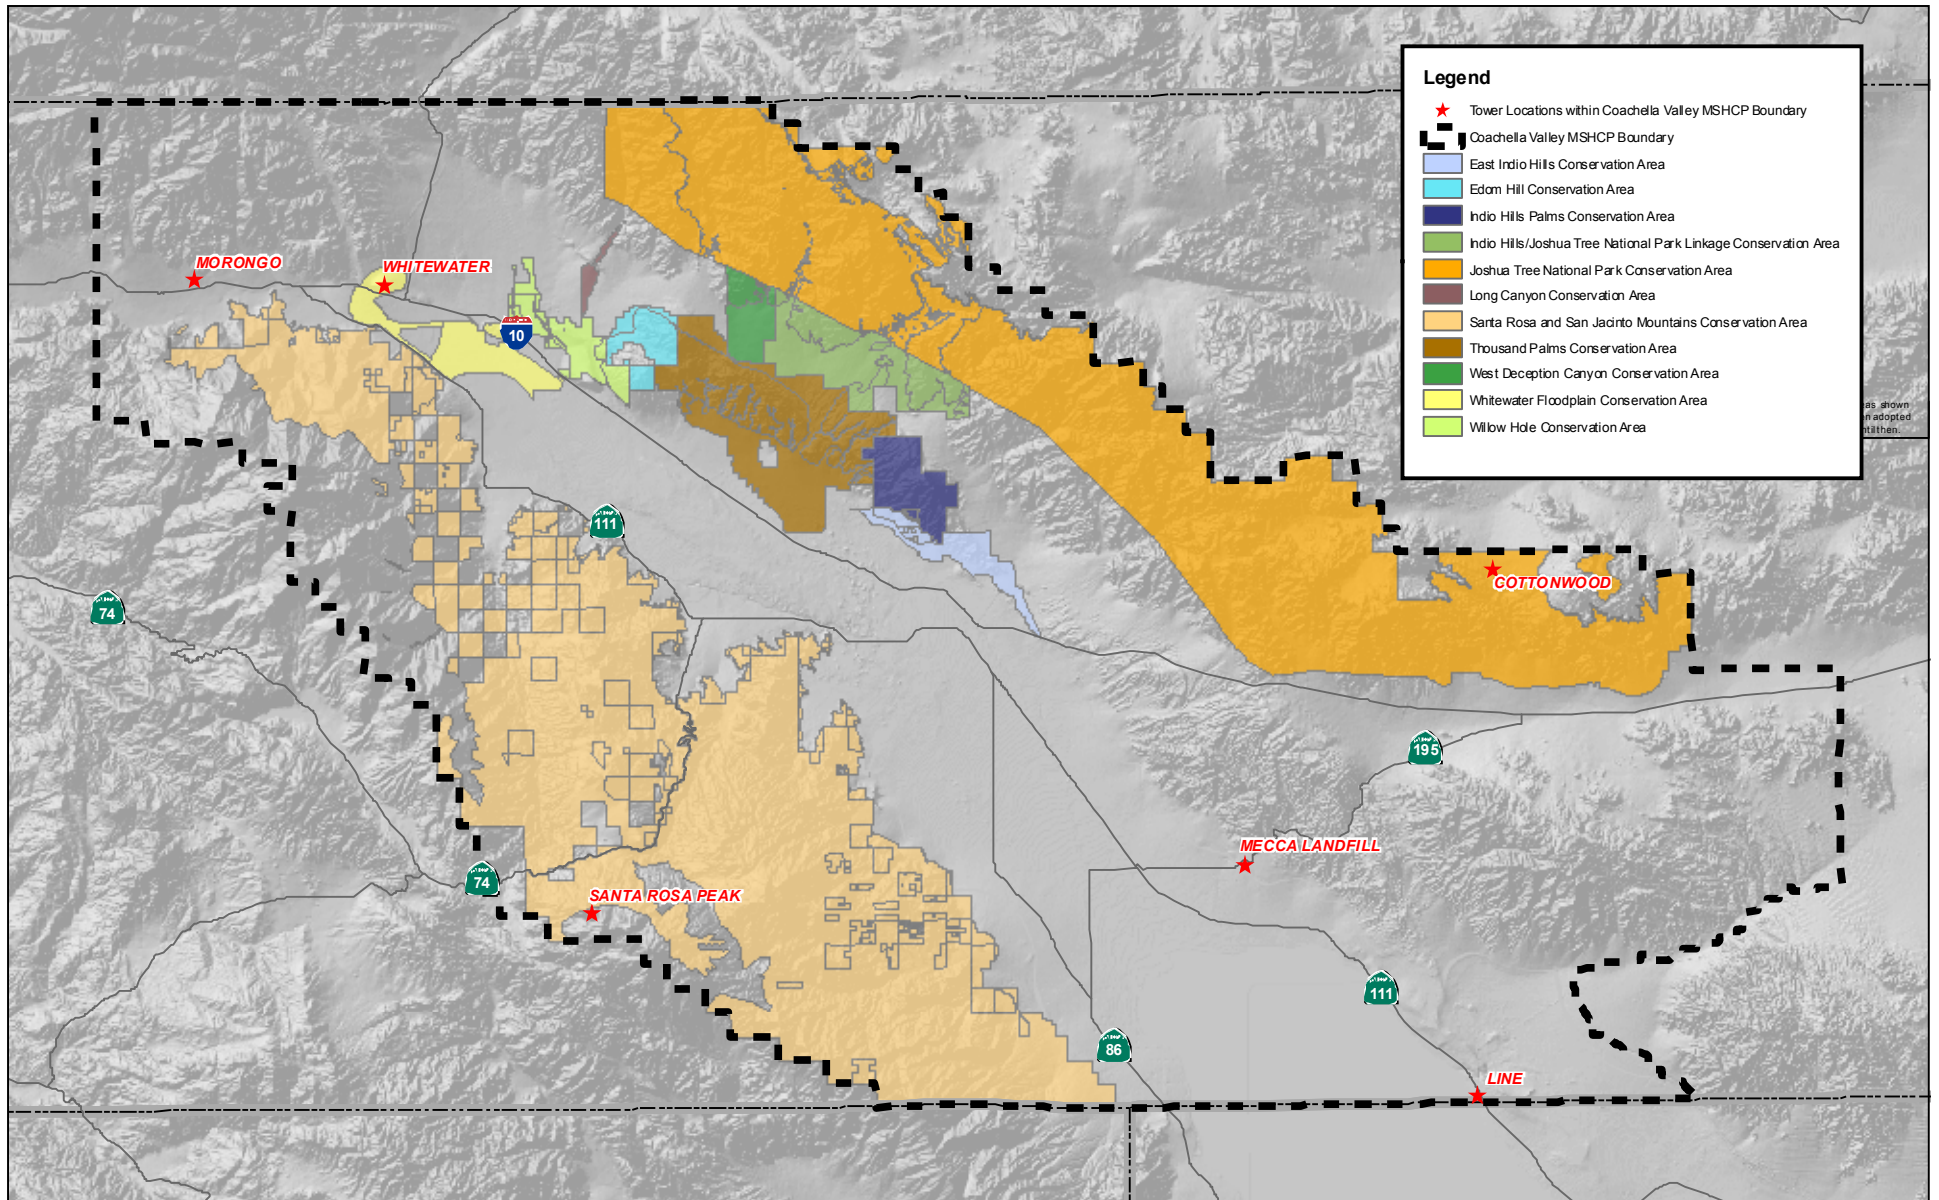 Legend
Tower Locations within Coachella Valley MSHCP Boundary
Coachella Valley MSHCP Boundary
East Indio Hills Conservation Area
Edom Hill Conservation Area
Indio Hills Palms Conservation Area
Indio Hills/Joshua Tree National Park Linkage Conservation Area
Joshua Tree National Park Conservation Area
Long Canyon Conservation Area
Santa Rosa and San Jacinto Mountains Conservation Area
Thousand Palms Conservation Area
West Deception Canyon Conservation Area
Whitewater Floodplain Conservation Area
Willow Hole Conservation Area
shown
adopted
then.
MORONGO
WHITEWATER
10
111
74
COTTONWOOD
195
MECCA LANDFILL
74
SANTA ROSA PEAK
111
86
LINE